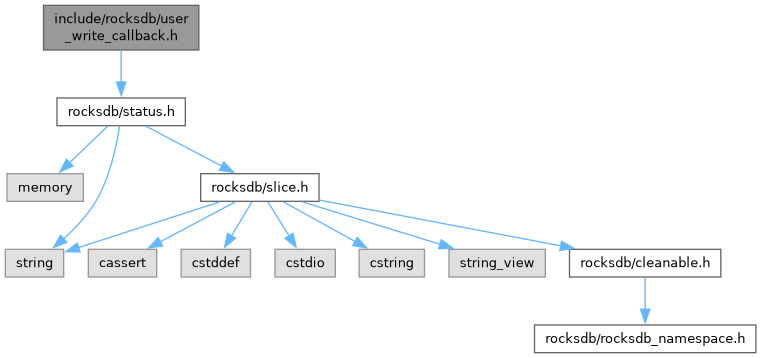 include/rocksdb/user
_write_callback.h
rocksdb/status.h
memory
rocksdb/slice.h
string
cassert
cstddef
cstdio
cstring
string_view
rocksdb/cleanable.h
rocksdb/rocksdb_namespace.h